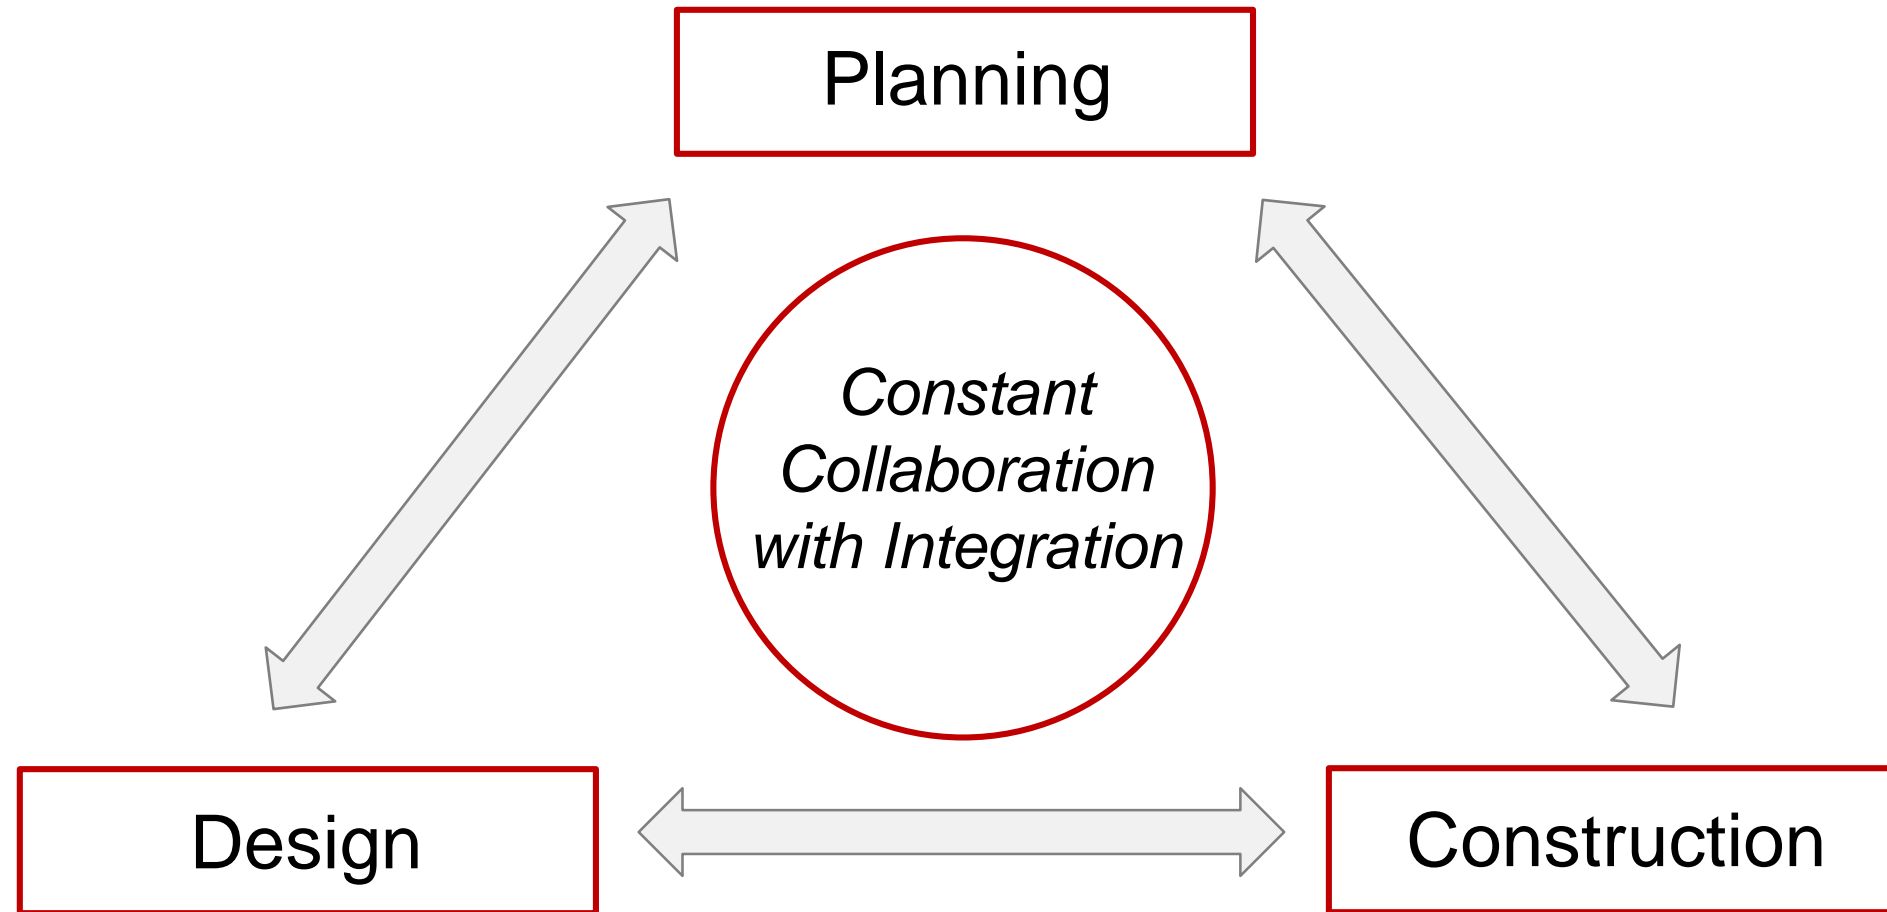 Planning
Constant
Collaboration
with Integration
Design
Construction